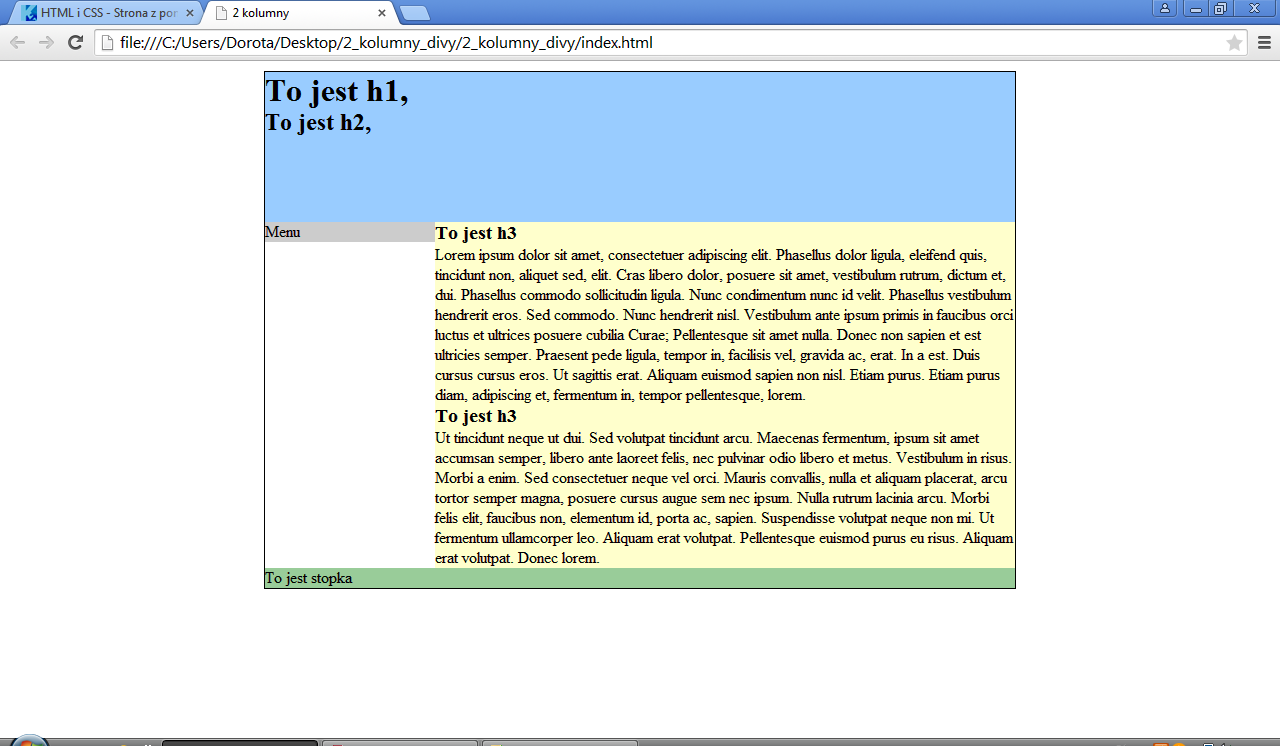 HTML i CSS - Strona z por
2 kolumny
file:///C:/Users/Dorota/Desktop/2_kolumny_divy/2_kolumny_divy/index.html
To jest h1,
To jest h2,
Menu
To jest h3
Lorem ipsum dolor sit amet, consectetuer adipiscing elit. Phasellus dolor ligula, eleifend quis,
tincidunt non, aliquet sed, elit. Cras libero dolor, posuere sit amet, vestibulum rutrum, dictum et,
dui. Phasellus commodo sollicitudin ligula. Nunc condimentum nunc id velit. Phasellus vestibulum
hendrerit eros. Sed commodo. Nunc hendrerit nisl. Vestibulum ante ipsum primis in faucibus orci
luctus et ultrices posuere cubilia Curae; Pellentesque sit amet nulla. Donec non sapien et est
ultricies semper. Praesent pede ligula, tempor in, facilisis vel, gravida ac, erat. In a est. Duis
cursus cursus eros. Ut sagittis erat. Aliquam euismod sapien non nisl. Etiam purus. Etiam purus
diam, adipiscing et, fermentum in, tempor pellentesque, lorem.
To jest h3
Ut tincidunt neque ut dui. Sed volutpat tincidunt arcu. Maecenas fermentum, ipsum sit amet
accumsan semper, libero ante laoreet felis, nec pulvinar odio libero et metus. Vestibulum in risus.
Morbi a enim. Sed consectetuer neque vel orci. Mauris convallis, nulla et aliquam placerat, arcu
tortor semper magna, posuere cursus augue sem nec ipsum. Nulla rutrum lacinia arcu. Morbi
felis elit, faucibus non, elementum id, porta ac, sapien. Suspendisse volutpat neque non mi. Ut
fermentum ullamcorper leo. Aliquam erat volutpat. Pellentesque euismod purus eu risus. Aliquam
erat volutpat. Donec lorem.
To jest stopka